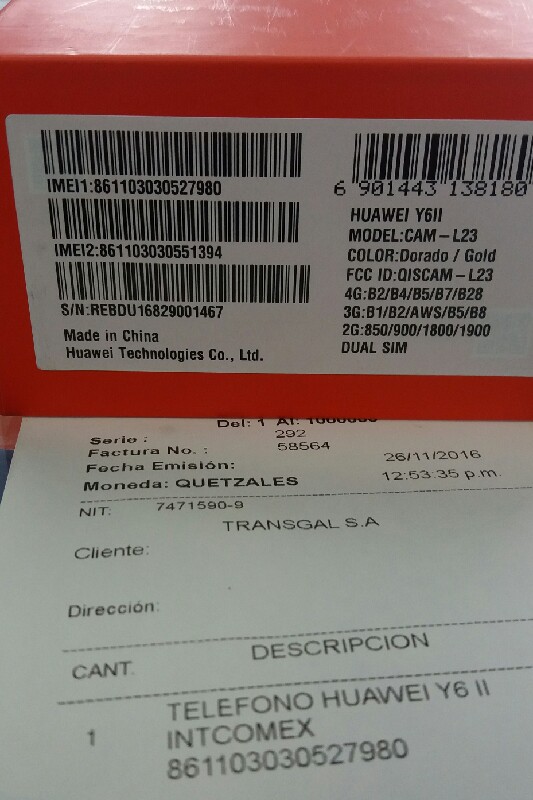 IMEI1:861103030527980
IMEI2:861103030551394
S/N:REBDU16829001467
Made in China
Huawei Technologies Co., Ltd.
6 901443 138180
HUAWEI Y6II
MODEL:CAM-L23
COLOR:Dorado / Gold
FCC ID:QISCAM-L23
4G:B2/B4/B5/B7/B28
3G:B1/B2/AWS/B5/B8
2G:850/900/1800/1900
DUAL SIM
Del: 1 Al: 1000000
Serie : 292
Factura No. : 58564
Fecha Emisión: 26/11/2016
Moneda: QUETZALES 12:53:35 p.m.
NIT: 7471590-9
TRANSGAL S.A
Cliente:
Dirección:
CANT. DESCRIPCION
1 TELEFONO HUAWEI Y6 II
INTCOMEX
861103030527980